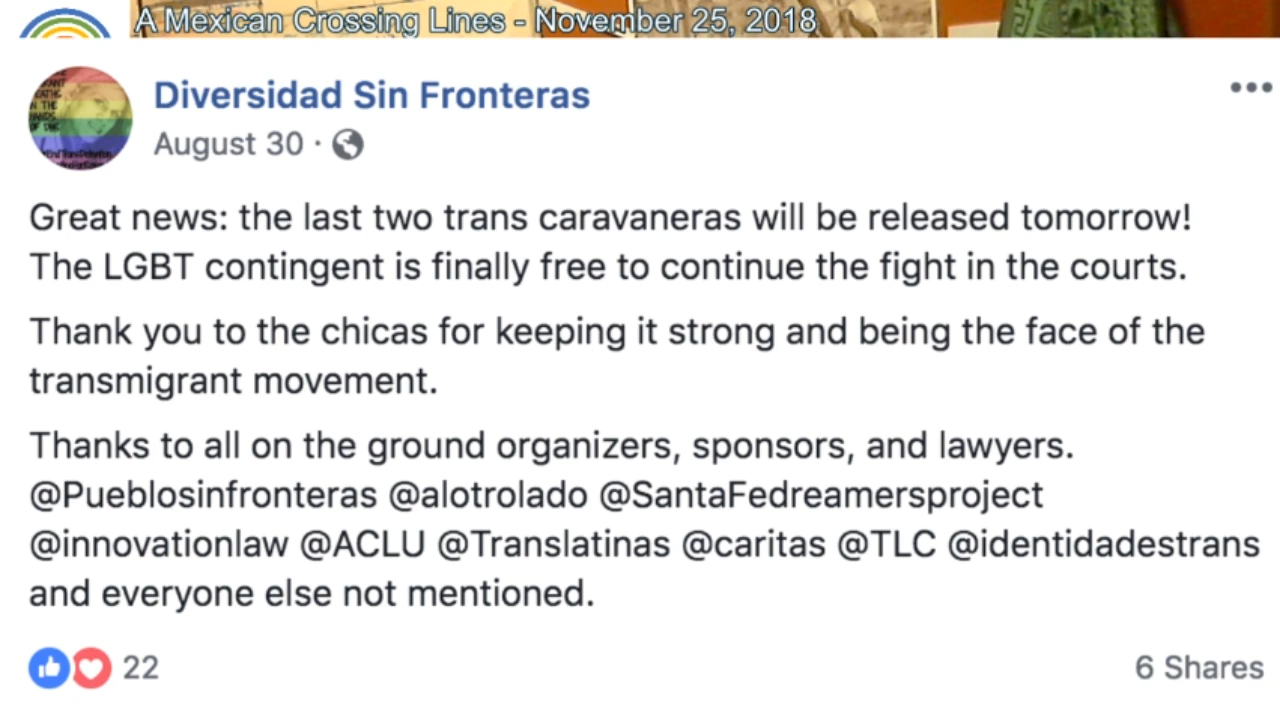 A Mexican Crossing Lines - November 25, 2018
Diversidad Sin Fronteras
August 30 ·
Great news: the last two trans caravaneras will be released tomorrow!
The LGBT contingent is finally free to continue the fight in the courts.
Thank you to the chicas for keeping it strong and being the face of the
transmigrant movement.
Thanks to all on the ground organizers, sponsors, and lawyers.
@Pueblosinfronteras @alotrolado @SantaFedreamersproject
@innovationlaw @ACLU @Translatinas @caritas @TLC @identidadestrans
and everyone else not mentioned.
22
6 Shares